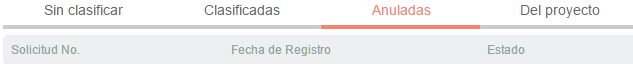 Sin clasificar Clasificadas Anuladas Del proyecto
Solicitud No. Fecha de Registro Estado